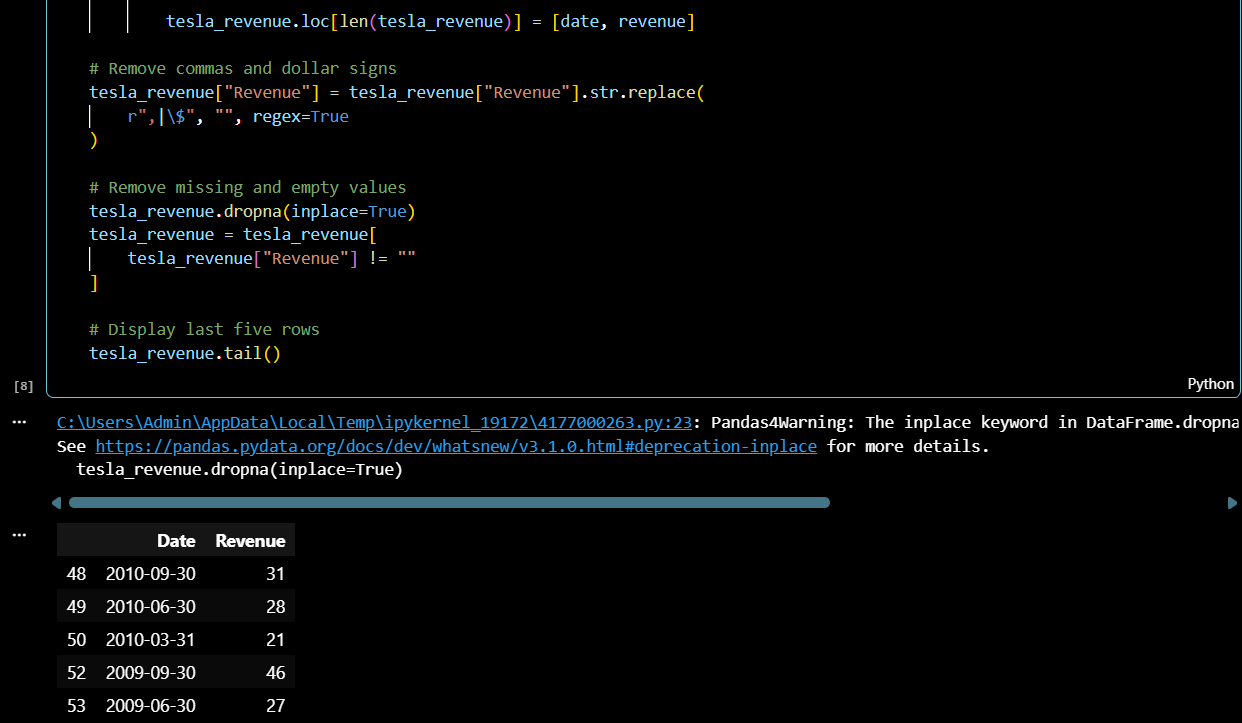 tesla_revenue.loc[len(tesla_revenue)] = [date, revenue]
# Remove commas and dollar signs
tesla_revenue["Revenue"] = tesla_revenue["Revenue"].str.replace(
r",|\$", "", regex=True
)
# Remove missing and empty values
tesla_revenue.dropna(inplace=True)
tesla_revenue = tesla_revenue[
tesla_revenue["Revenue"] != ""
]
# Display last five rows
tesla_revenue.tail()
[8]
Python
C:\Users\Admin\AppData\Local\Temp\ipykernel_19172\4177000263.py:23: Pandas4Warning: The inplace keyword in DataFrame.dropna
See https://pandas.pydata.org/docs/dev/whatsnew/v3.1.0.html#deprecation-inplace for more details.
tesla_revenue.dropna(inplace=True)
Date Revenue
48 2010-09-30 31
49 2010-06-30 28
50 2010-03-31 21
52 2009-09-30 46
53 2009-06-30 27